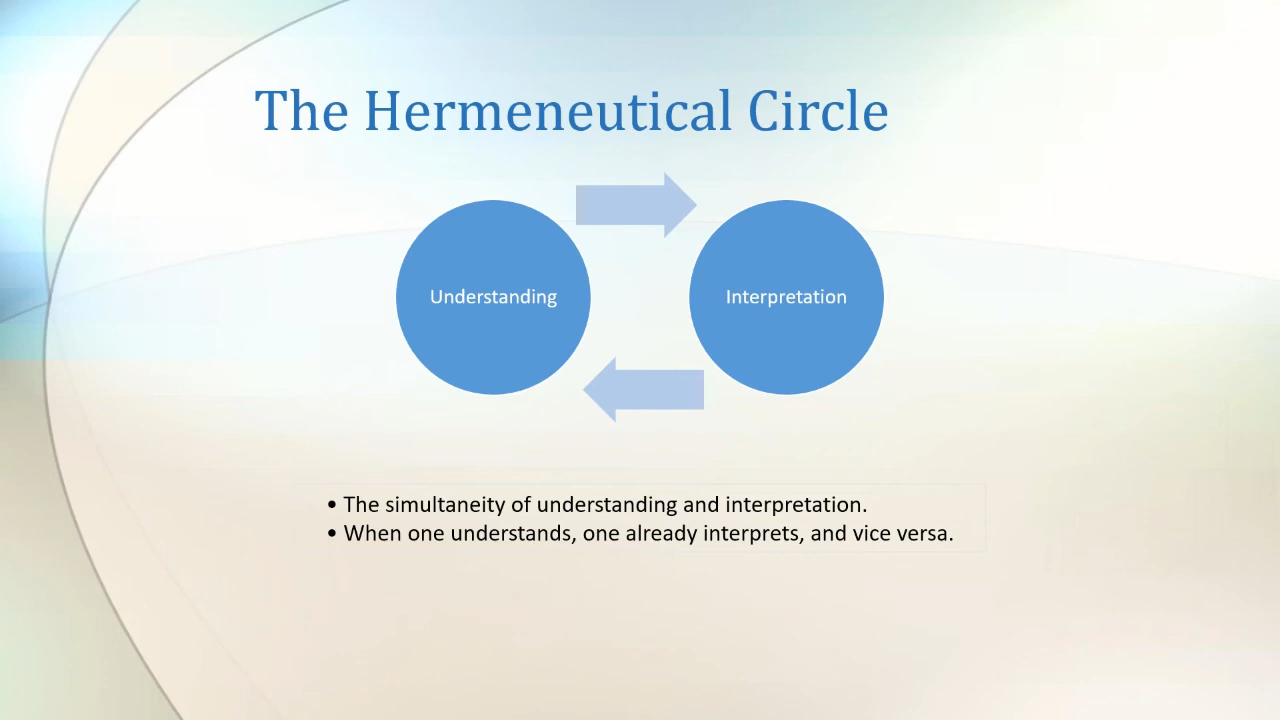 The Hermeneutical Circle
Understanding
Interpretation
• The simultaneity of understanding and interpretation.
• When one understands, one already interprets, and vice versa.